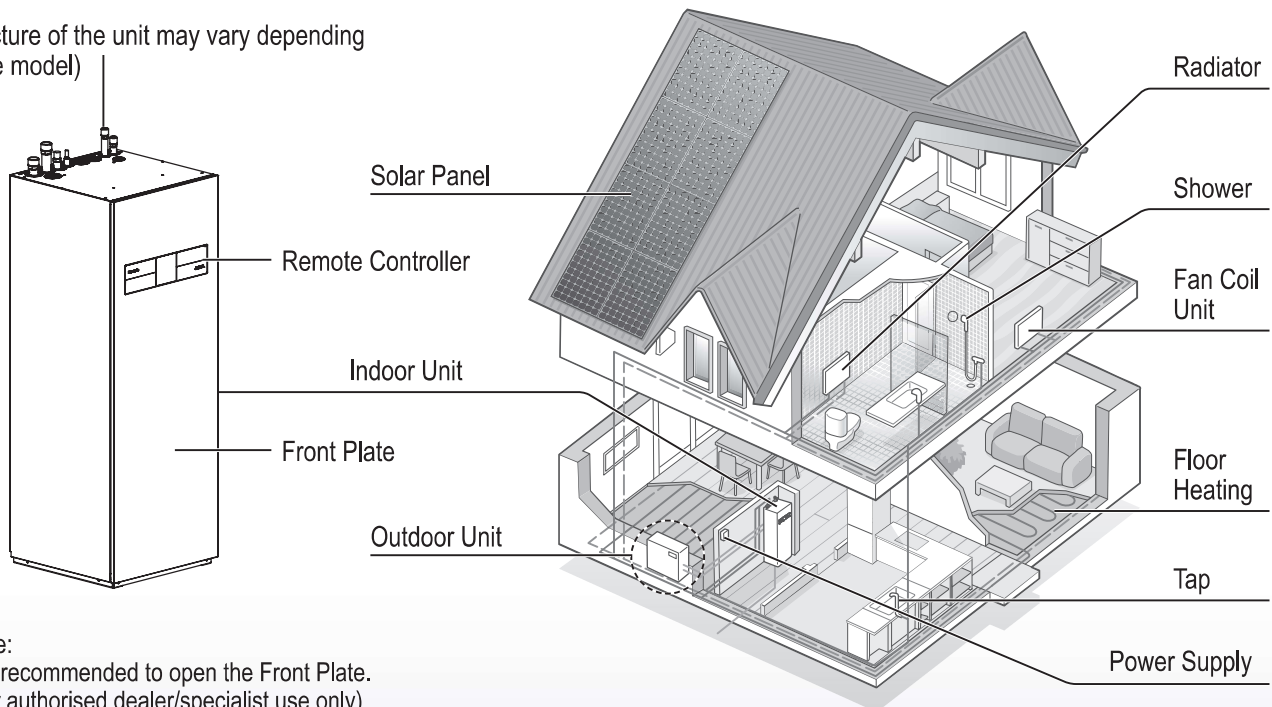 cture of the unit may vary depending
e model)
Solar Panel
Remote Controller
Indoor Unit
Front Plate
Outdoor Unit
Radiator
Shower
Fan Coil
Unit
Floor
Heating
Tap
Power Supply
e:
recommended to open the Front Plate.
authorised dealer/specialist use only)